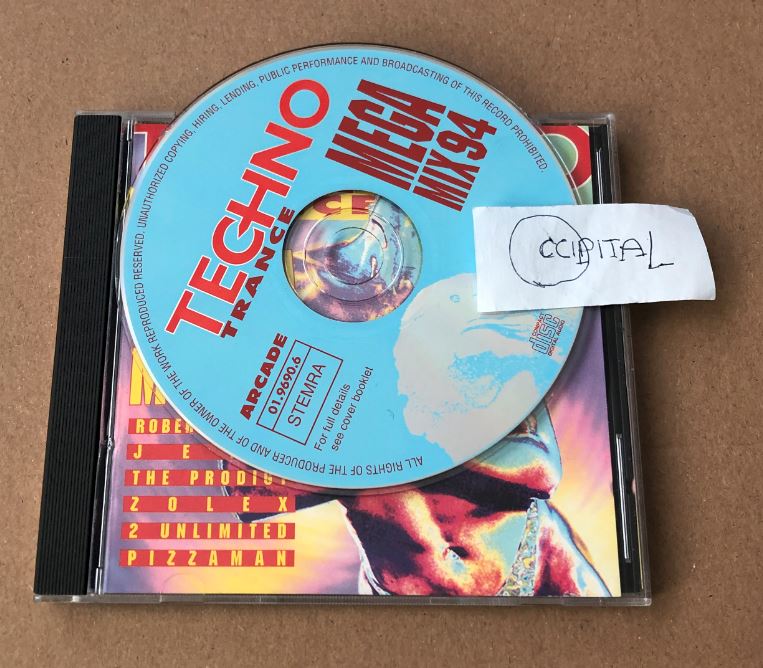 UNAUTHORIZED COPYING, HIRING, LENDING, PUBLIC PERFORMANCE AND BROADCASTING OF THIS RECORD PROHIBITED.
ALL RIGHTS OF THE PRODUCER AND OF THE OWNER OF THE WORK REPRODUCED RESERVED.
TECHNO
TRANCE
MEGA
MIX 94
CE
OCCIPITAL
COMPACT
disc
DIGITAL AUDIO
ARCADE
01.9690.6
STEMRA
For full details
see cover booklet
M
ROBER
J E
THE PRODIGY
ZOLEX
2 UNLIMITED
PIZZAMAN